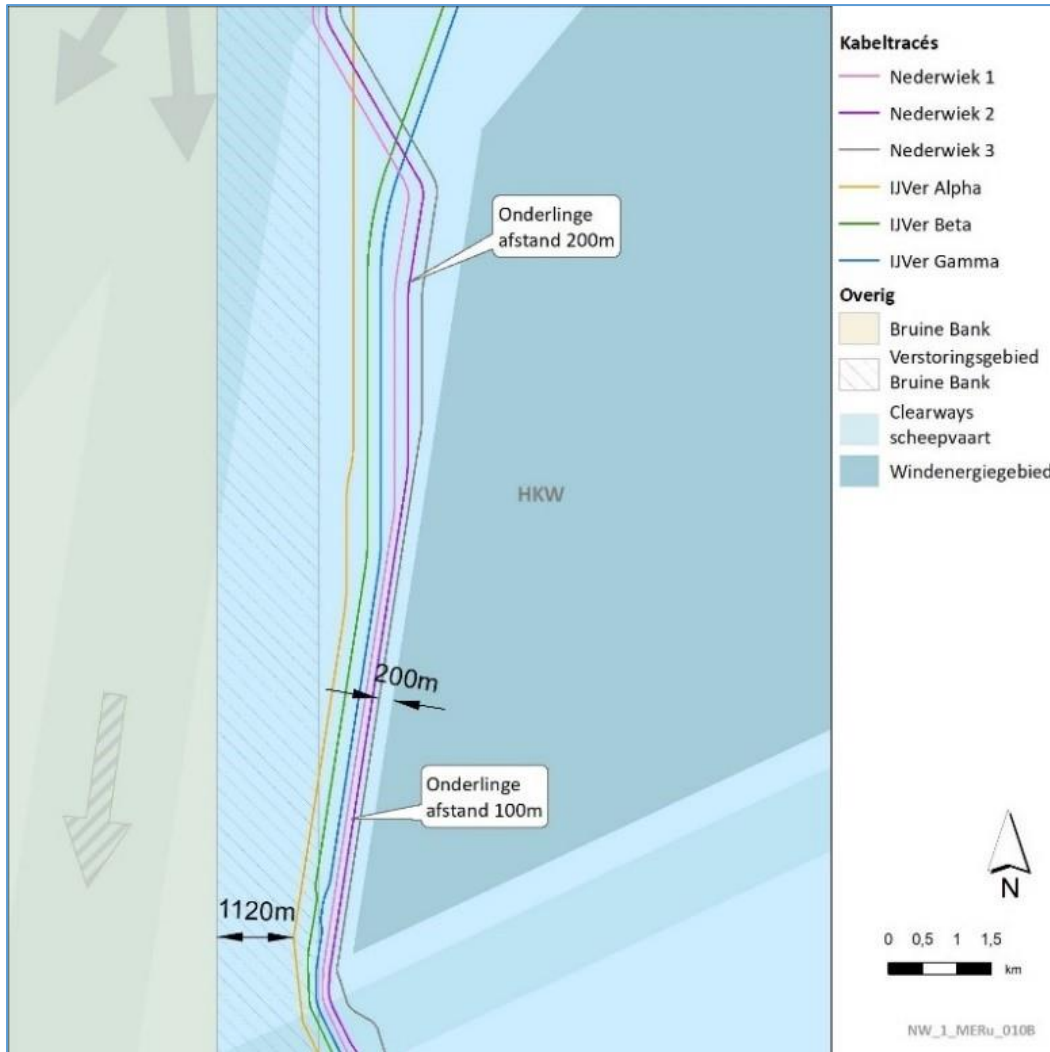 Onderlinge
afstand 200m
HKW
200m
Onderlinge
afstand 100m
1120m
Kabeltracés
Nederwiek 1
Nederwiek 2
Nederwiek 3
IJVer Alpha
IJVer Beta
IJVer Gamma
Overig
Bruine Bank
Verstoringsgebied
Bruine Bank
Clearways
scheepvaart
Windenergiegebied
N
0 0,5 1 1,5
km
NW_1_MERu_010B